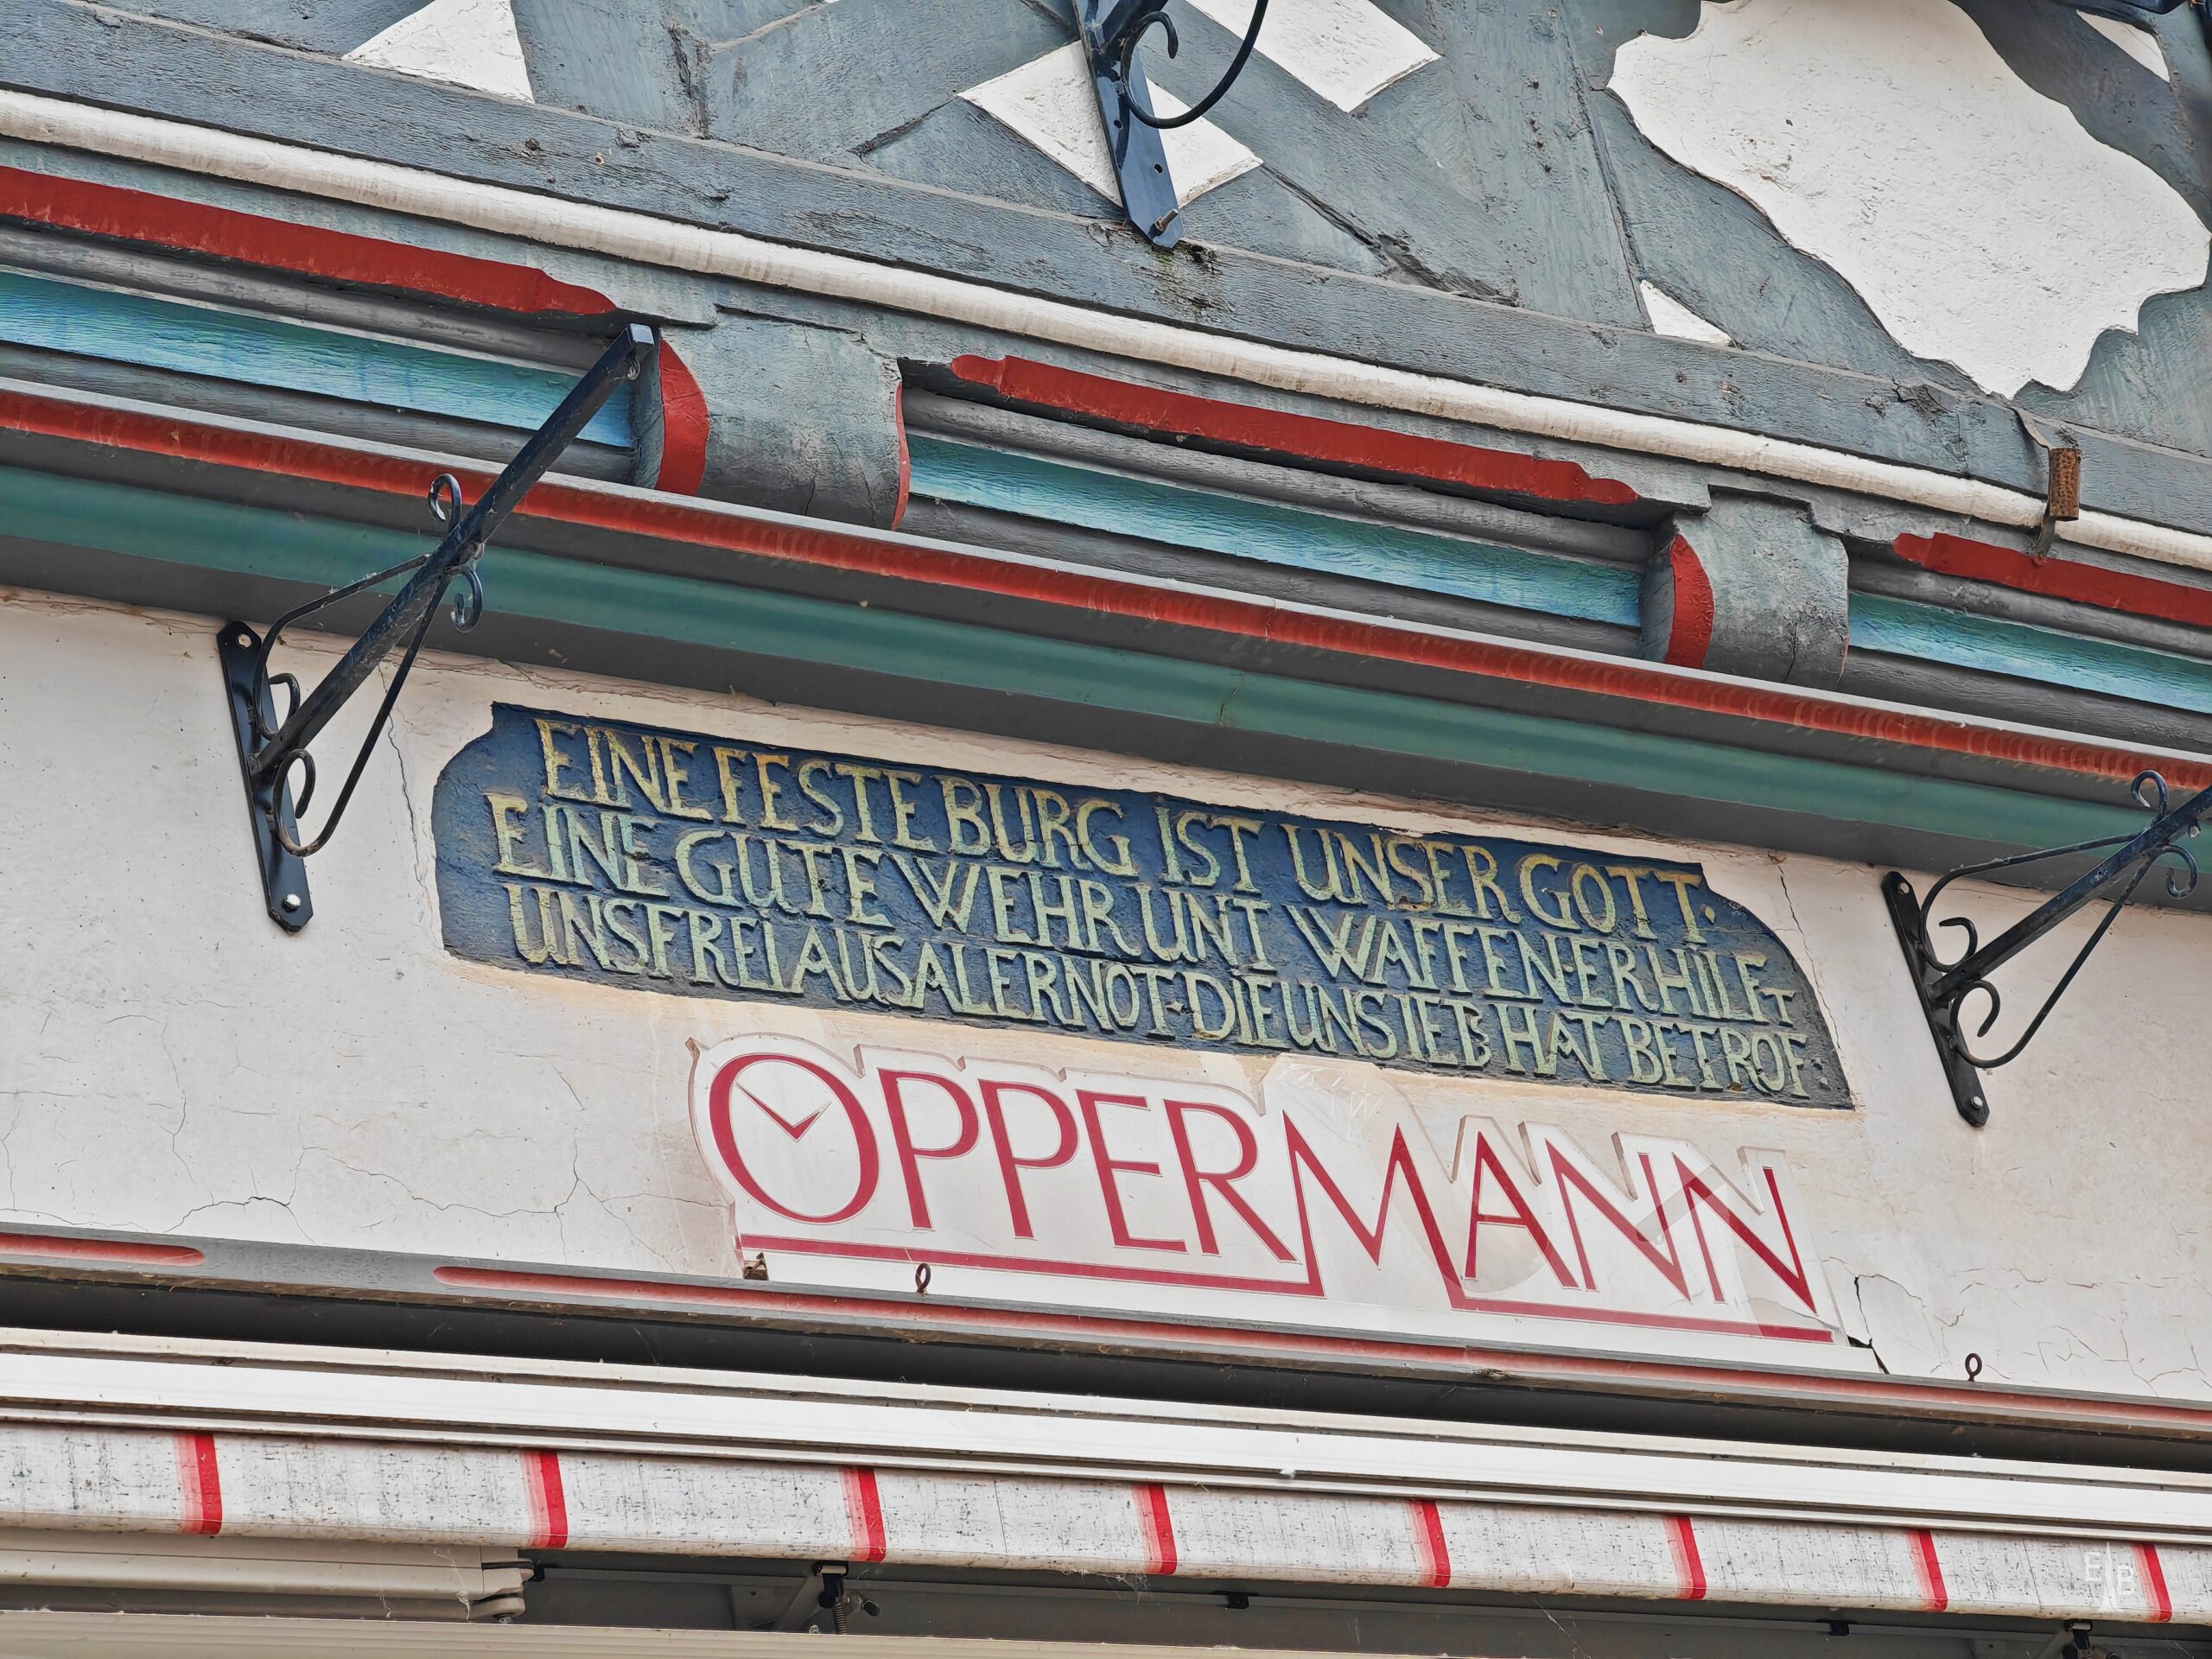 EINE FESTE BURG IST UNSER GOTT·
EINE GUTE WEHR UNT WAFFEN·ER HILFT
UNS FREI AUS ALER NOT·DIE UNS IETZ HAT BETROF:
OPPERMANN
EB